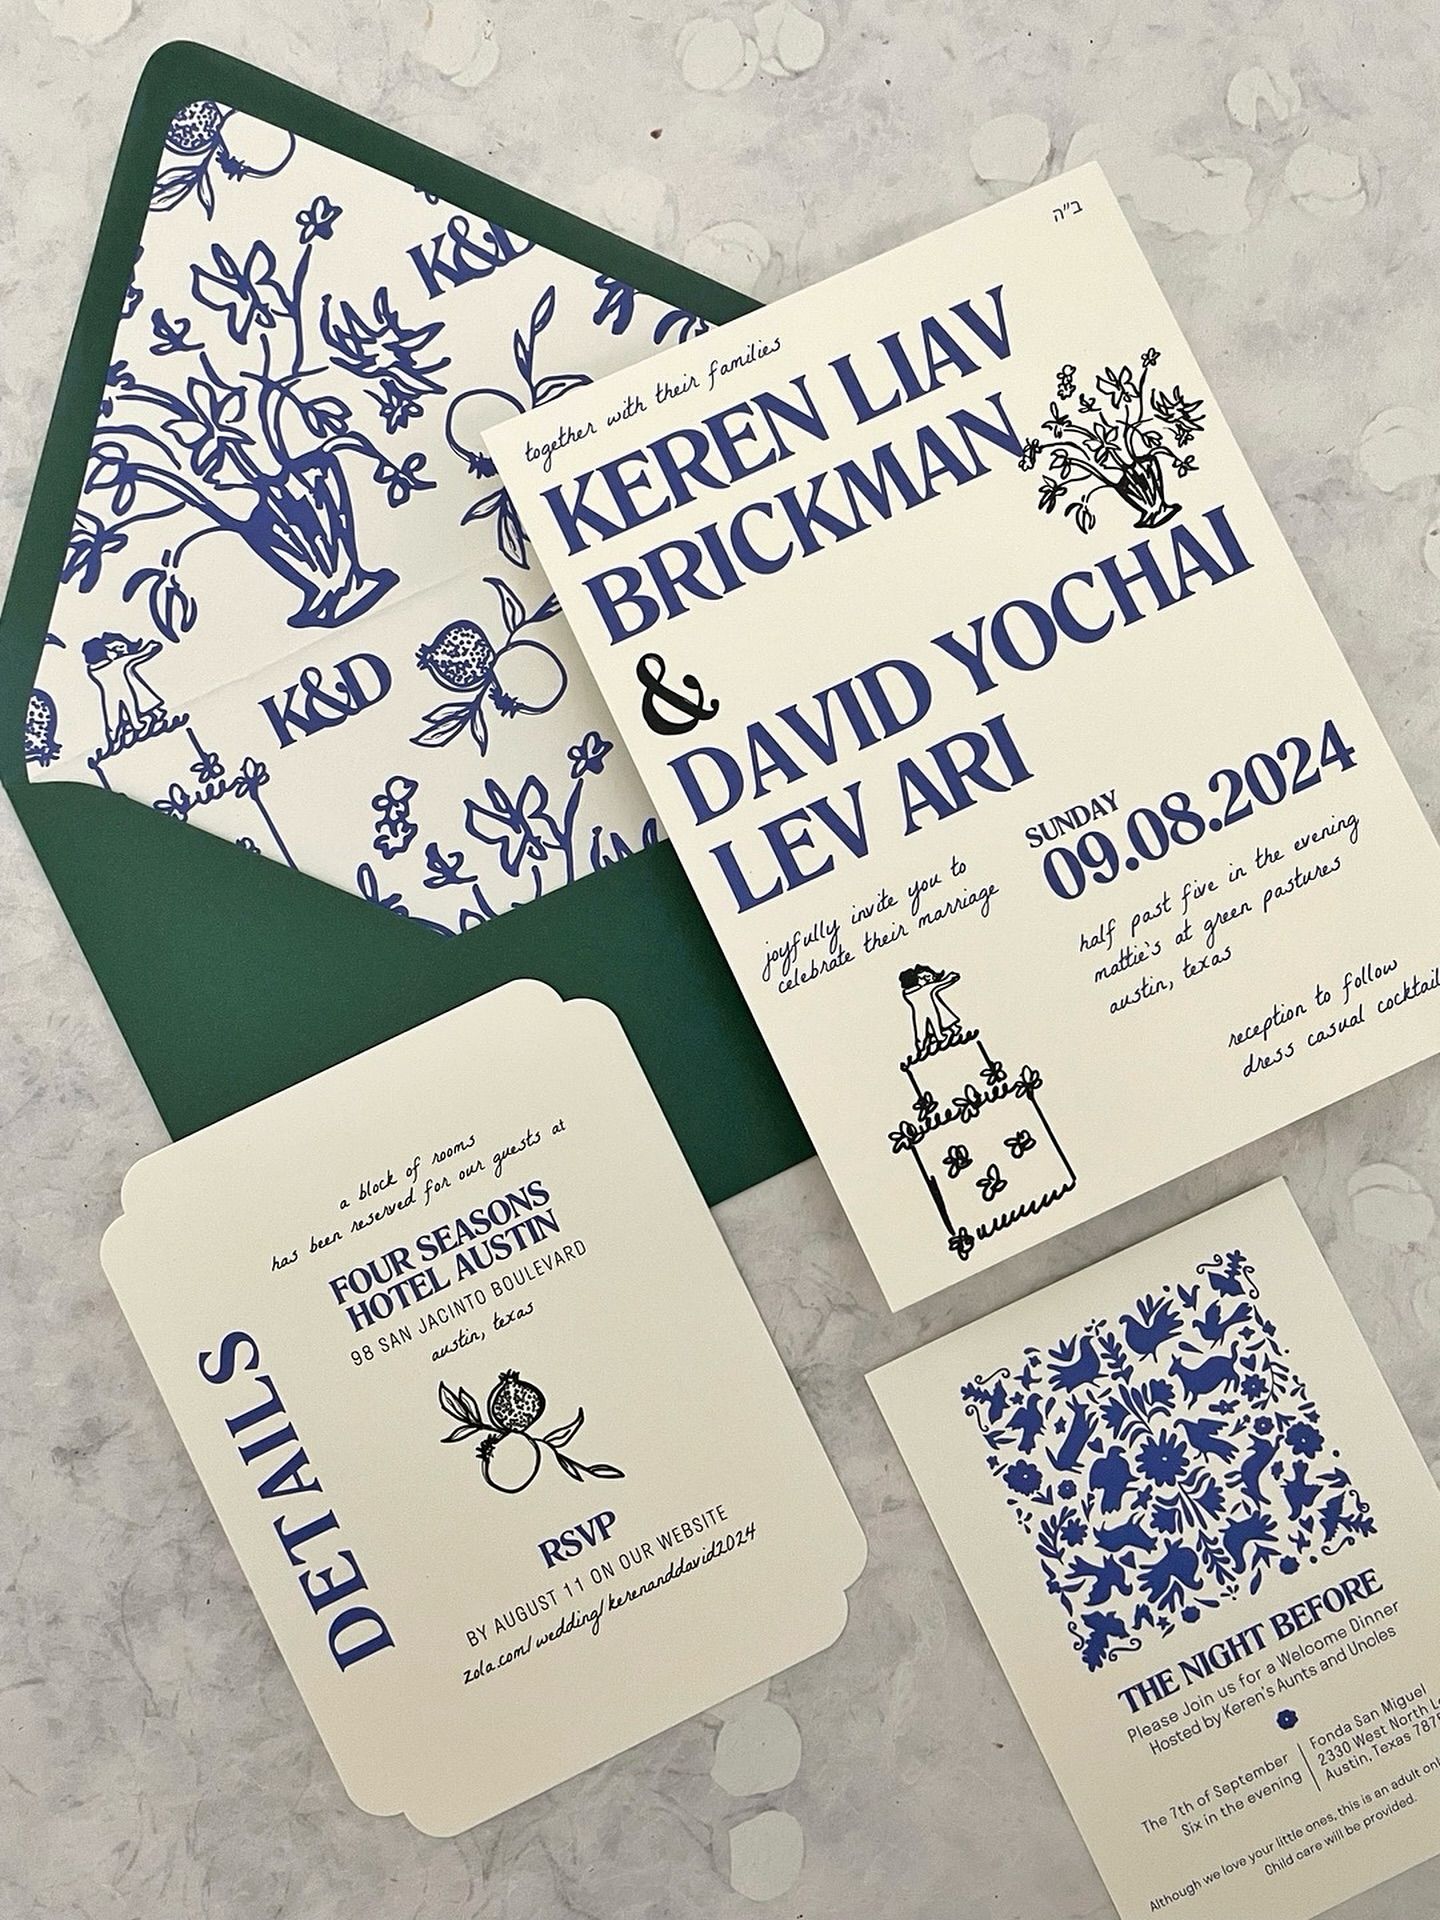 K&D
K&D
ב״ה
together with their families
KEREN LIAV
BRICKMAN
&
DAVID YOCHAI
LEV ARI
joyfully invite you to
celebrate their marriage
SUNDAY
09.08.2024
half past five in the evening
mattie's at green pastures
austin, texas
reception to follow
dress casual cocktail
DETAILS
a block of rooms
has been reserved for our guests at
FOUR SEASONS
HOTEL AUSTIN
98 SAN JACINTO BOULEVARD
austin, texas
RSVP
BY AUGUST 11 ON OUR WEBSITE
zola.com/wedding/kerenanddavid2024
THE NIGHT BEFORE
Please Join us for a Welcome Dinner
Hosted by Keren's Aunts and Uncles
The 7th of September
Six in the evening
Fonda San Miguel
2330 West North
Austin, Texas
Although we love your little ones, this is an adult
Child care will be provided.